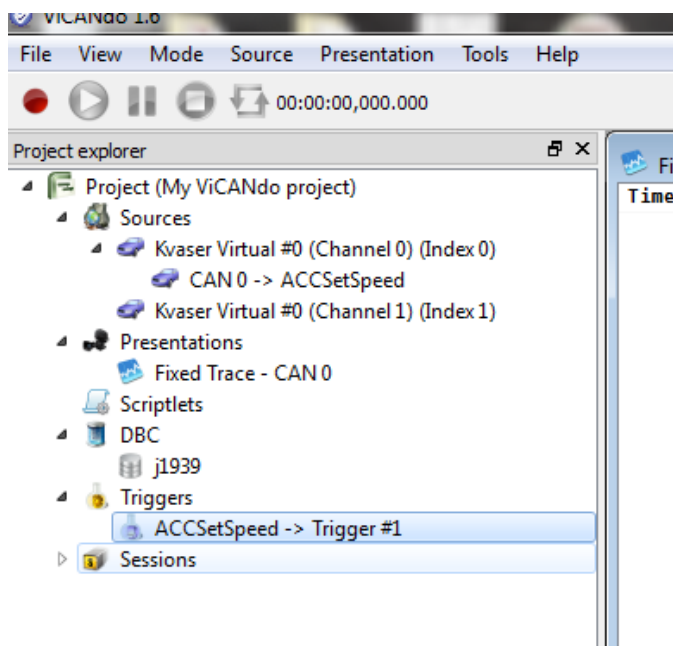 ViCANdo 1.6
File View Mode Source Presentation Tools Help
00:00:00,000.000
Project explorer
Fi
Time
Project (My ViCANdo project)
Sources
Kvaser Virtual #0 (Channel 0) (Index 0)
CAN 0 -> ACCSetSpeed
Kvaser Virtual #0 (Channel 1) (Index 1)
Presentations
Fixed Trace - CAN 0
Scriptlets
DBC
j1939
Triggers
ACCSetSpeed -> Trigger #1
Sessions